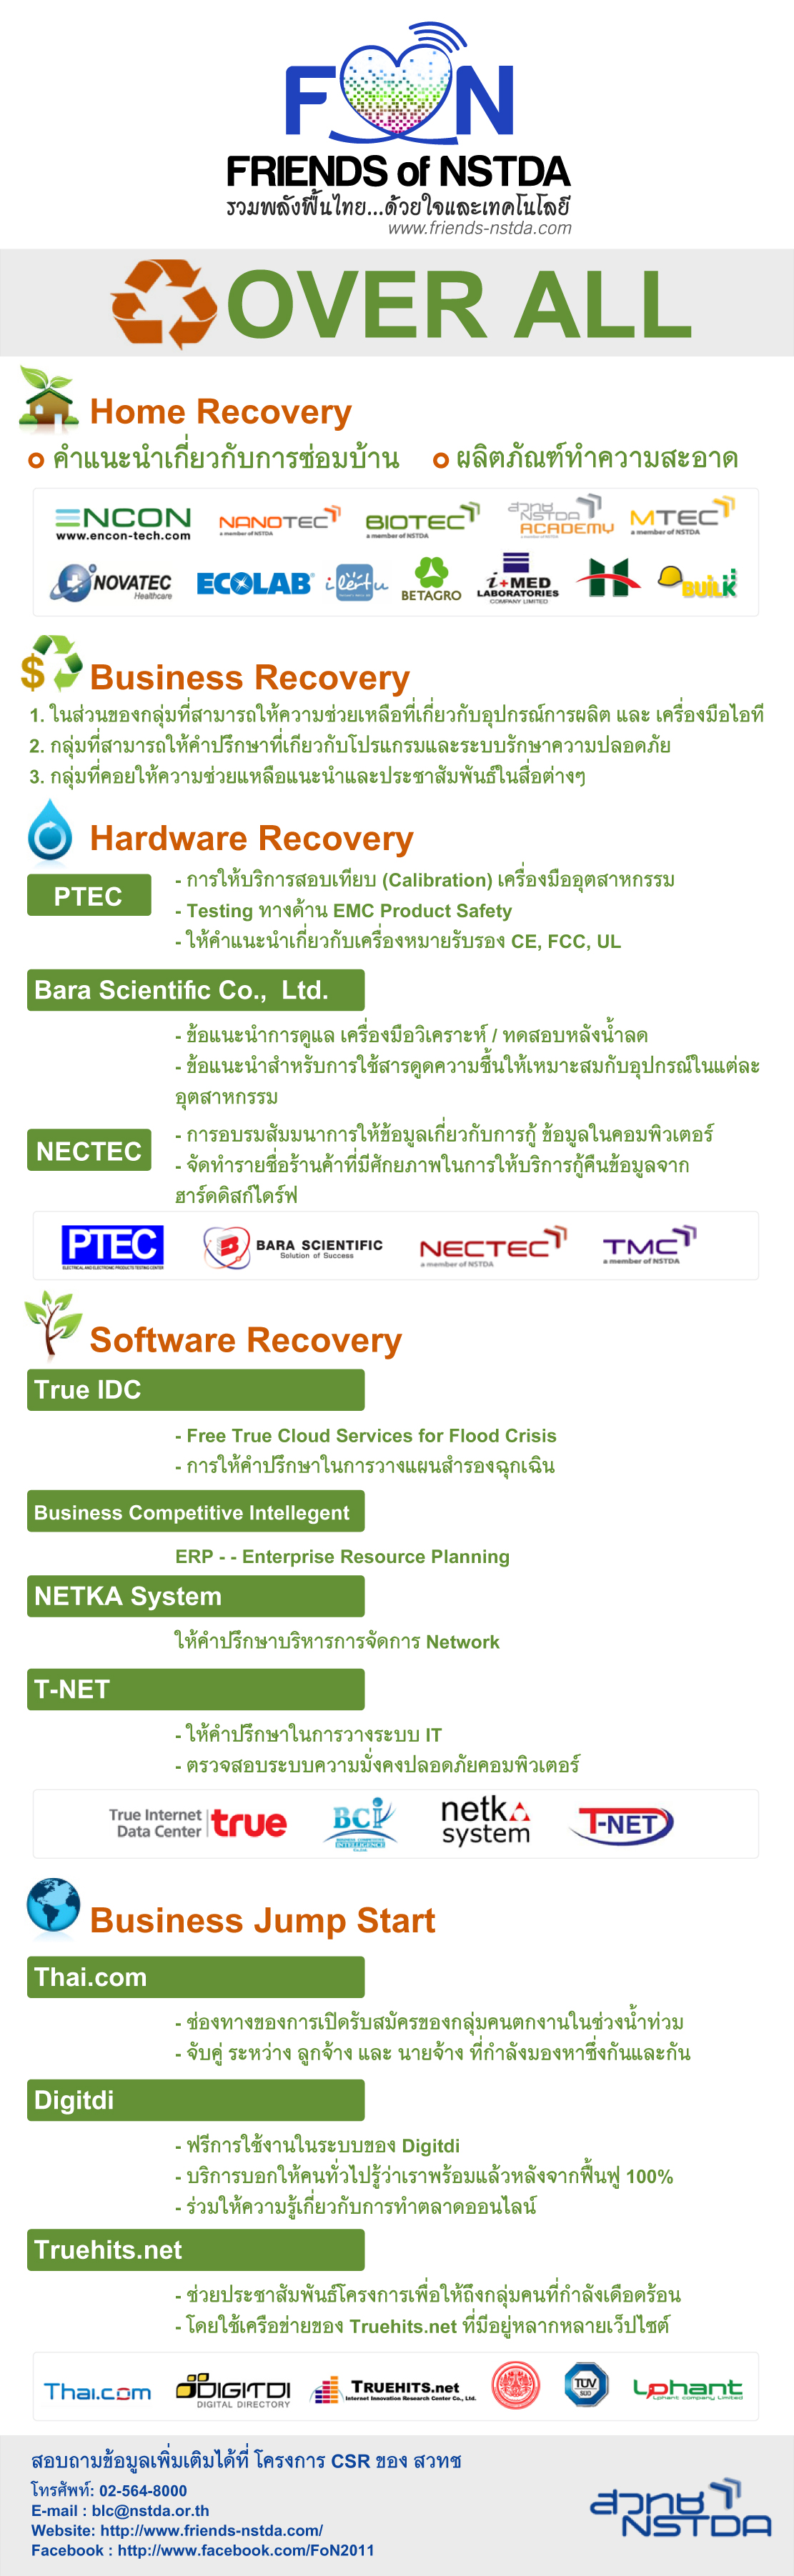 FON
FRIENDS of NSTDA
รวมพลังฟื้นไทย...ด้วยใจและเทคโนโลยี
www.friends-nstda.com
OVER ALL
Home Recovery
คำแนะนำเกี่ยวกับการซ่อมบ้าน ผลิตภัณฑ์ทำความสะอาด
ENCON NANOTEC BIOTEC สวทช NSTDA ACADEMY MTEC
www.encon-tech.com a member of NSTDA a member of NSTDA a member of NSTDA a member of NSTDA
NOVATEC Healthcare ECOLAB BETAGRO i+MED LABORATORIES COMPANY LIMITED BUILK
Business Recovery
1. ในส่วนของกลุ่มที่สามารถให้ความช่วยเหลือที่เกี่ยวกับอุปกรณ์การผลิต และ เครื่องมือไอที
2. กลุ่มที่สามารถให้คำปรึกษาที่เกียวกับโปรแกรมและระบบรักษาความปลอดภัย
3. กลุ่มที่คอยให้ความช่วยแหลือแนะนำและประชาสัมพันธ์ในสื่อต่างๆ
Hardware Recovery
PTEC
- การให้บริการสอบเทียบ (Calibration) เครื่องมืออุตสาหกรรม
- Testing ทางด้าน EMC Product Safety
- ให้คำแนะนำเกี่ยวกับเครื่องหมายรับรอง CE, FCC, UL
Bara Scientific Co., Ltd.
- ข้อแนะนำการดูแล เครื่องมือวิเคราะห์ / ทดสอบหลังน้ำลด
- ข้อแนะนำสำหรับการใช้สารดูดความชื้นให้เหมาะสมกับอุปกรณ์ในแต่ละ
อุตสาหกรรม
NECTEC
- การอบรมสัมมนาการให้ข้อมูลเกี่ยวกับการกู้ ข้อมูลในคอมพิวเตอร์
- จัดทำรายชื่อร้านค้าที่มีศักยภาพในการให้บริการกู้คืนข้อมูลจาก
ฮาร์ดดิสก์ไดร์ฟ
PTEC BARA SCIENTIFIC NECTEC TMC
ELECTRICAL AND ELECTRONIC PRODUCTS TESTING CENTER Solution of Success a member of NSTDA a member of NSTDA
Software Recovery
True IDC
- Free True Cloud Services for Flood Crisis
- การให้คำปรึกษาในการวางแผนสำรองฉุกเฉิน
Business Competitive Intellegent
ERP - - Enterprise Resource Planning
NETKA System
ให้คำปรึกษาบริหารการจัดการ Network
T-NET
- ให้คำปรึกษาในการวางระบบ IT
- ตรวจสอบระบบความมั่งคงปลอดภัยคอมพิวเตอร์
True Internet Data Center true BCI netka system T-NET
Business Jump Start
Thai.com
- ช่องทางของการเปิดรับสมัครของกลุ่มคนตกงานในช่วงน้ำท่วม
- จับคู่ ระหว่าง ลูกจ้าง และ นายจ้าง ที่กำลังมองหาซึ่งกันและกัน
Digitdi
- ฟรีการใช้งานในระบบของ Digitdi
- บริการบอกให้คนทั่วไปรู้ว่าเราพร้อมแล้วหลังจากฟื้นฟู 100%
- ร่วมให้ความรู้เกี่ยวกับการทำตลาดออนไลน์
Truehits.net
- ช่วยประชาสัมพันธ์โครงการเพื่อให้ถึงกลุ่มคนที่กำลังเดือดร้อน
- โดยใช้เครือข่ายของ Truehits.net ที่มีอยู่หลากหลายเว็บไซต์
Thai.com DIGITDI TRUEHITS.net TÜV SÜD Lphant
DIGITAL DIRECTORY Internet Innovation Research Center Co., Ltd. Lphant company Limited
สอบถามข้อมูลเพิ่มเติมได้ที่ โครงการ CSR ของ สวทช
โทรศัพท์: 02-564-8000
E-mail : blc@nstda.or.th
Website: http://www.friends-nstda.com/
Facebook : http://www.facebook.com/FoN2011
สวทช NSTDA